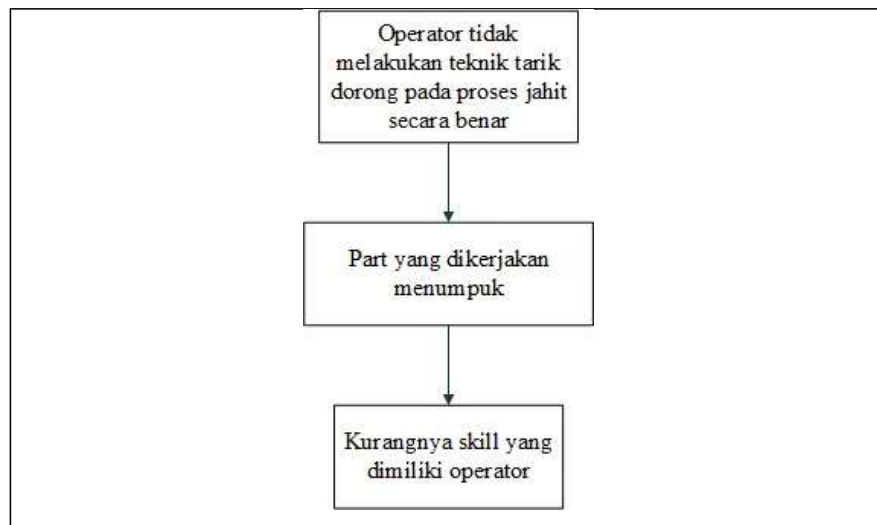 Operator tidak
melakukan teknik tarik
dorong pada proses jahit
secara benar
Part yang dikerjakan
menumpuk
Kurangnya skill yang
dimiliki operator